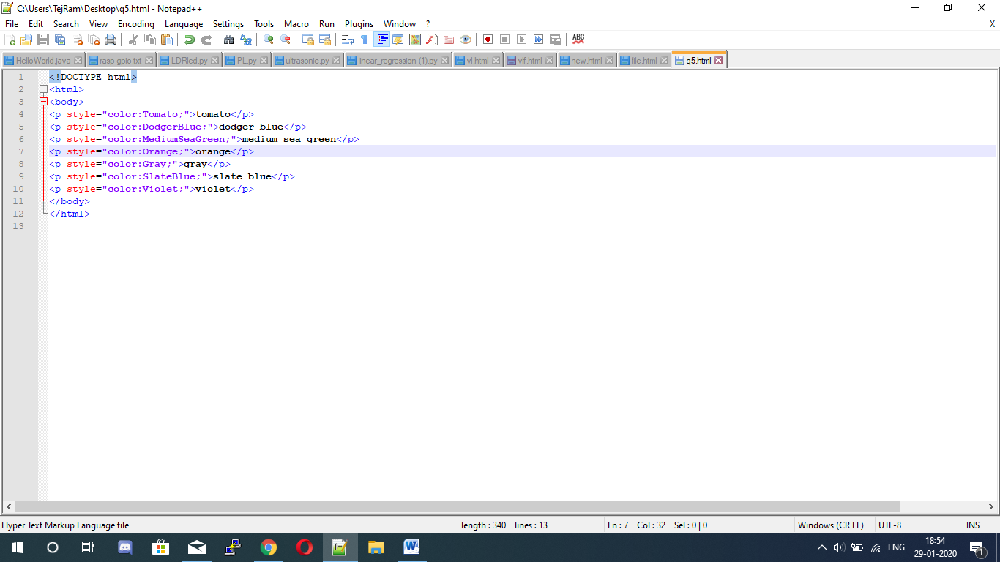 C:\Users\TejRam\Desktop\q5.html - Notepad++
File Edit Search View Encoding Language Settings Tools Macro Run Plugins Window ? X
ABC
HelloWorld.java rasp gpio.txt LDRled.py PL.py ultrasonic.py linear_regression (1).py vl.html vlf.html new.html file.html q5.html
1 <!DOCTYPE html>
2 <html>
3 <body>
4 <p style="color:Tomato;">tomato</p>
5 <p style="color:DodgerBlue;">dodger blue</p>
6 <p style="color:MediumSeaGreen;">medium sea green</p>
7 <p style="color:Orange;">orange</p>
8 <p style="color:Gray;">gray</p>
9 <p style="color:SlateBlue;">slate blue</p>
10 <p style="color:Violet;">violet</p>
11 </body>
12 </html>
13
Hyper Text Markup Language file length : 340 lines : 13 Ln : 7 Col : 32 Sel : 0 | 0 Windows (CR LF) UTF-8 INS
ENG
18:54
29-01-2020
1